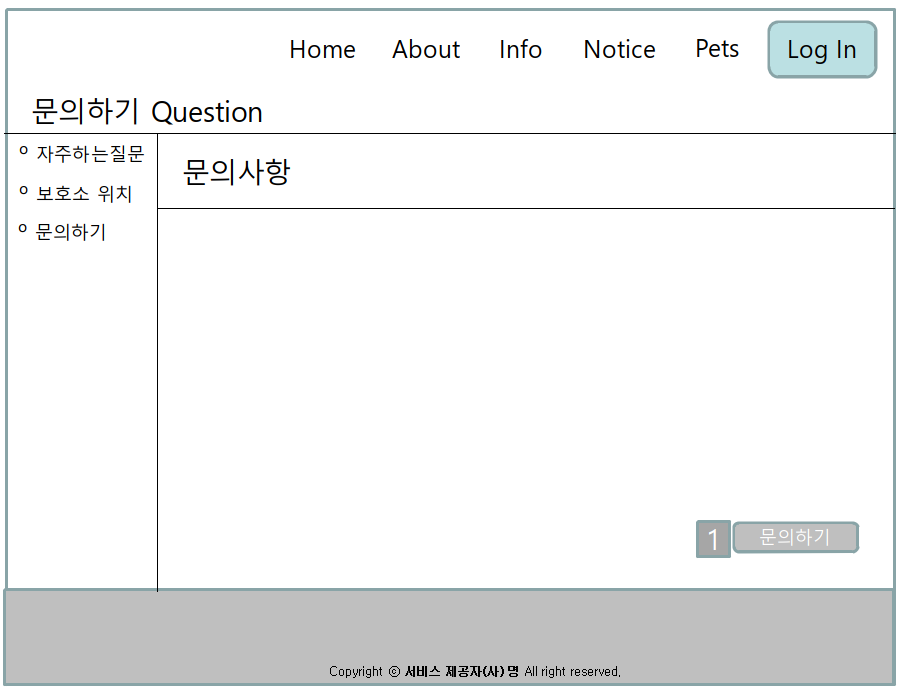 Home About Info Notice Pets Log In
문의하기 Question
o 자주하는질문
o 보호소 위치
o 문의하기
문의사항
1 문의하기
Copyright ⓒ 서비스 제공자(사)명 All right reserved.